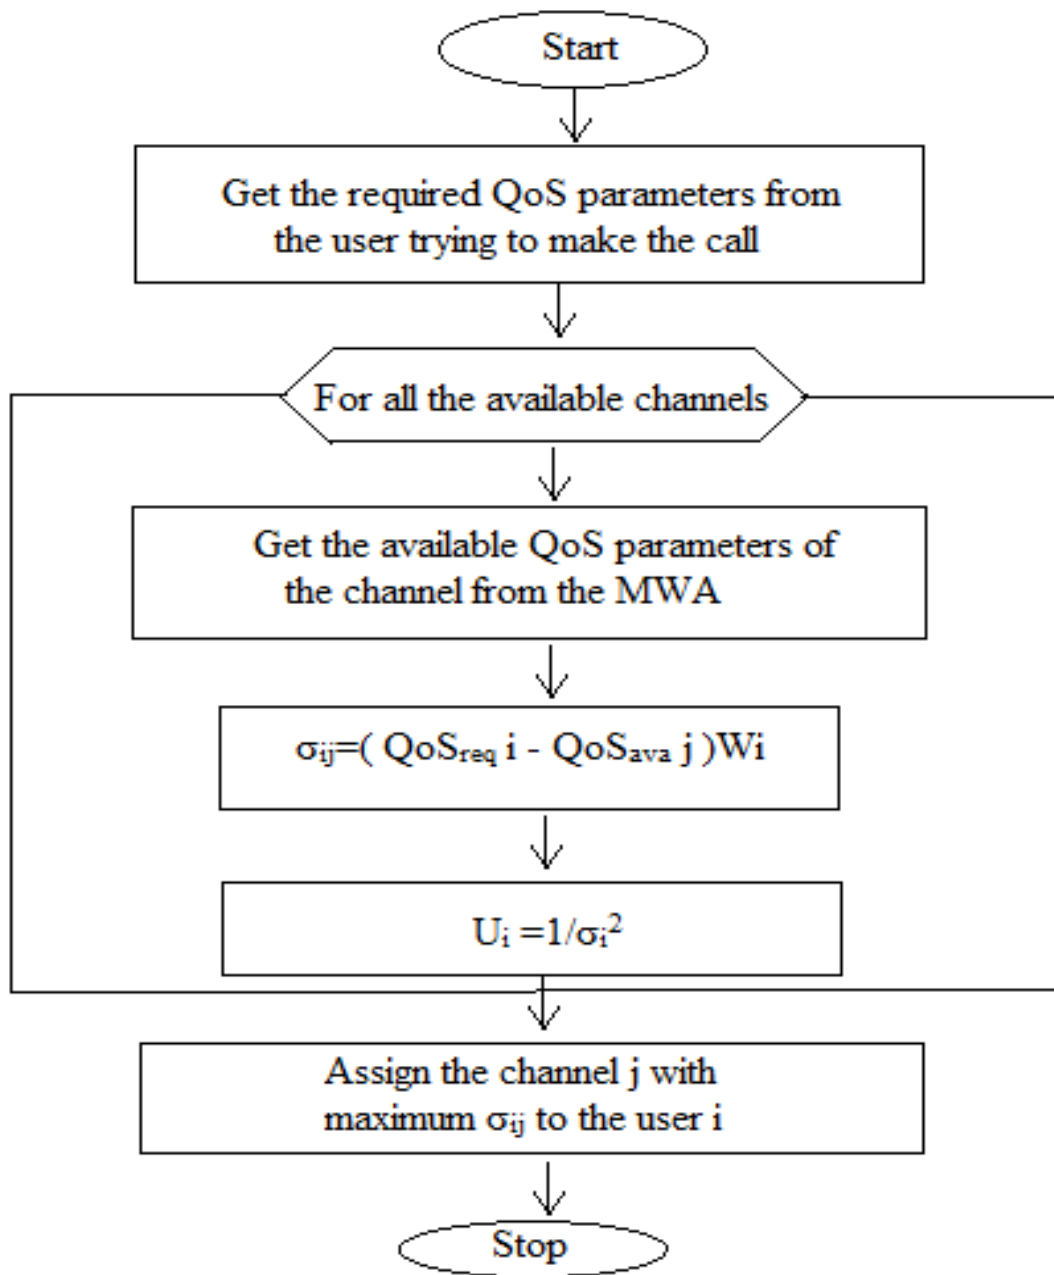 Start
Get the required QoS parameters from
the user trying to make the call
For all the available channels
Get the available QoS parameters of
the channel from the MWA
σᵢⱼ=( QoSᵣₑq i - QoSₐᵥₐ j )Wi
Uᵢ =1/σᵢ²
Assign the channel j with
maximum σᵢⱼ to the user i
Stop